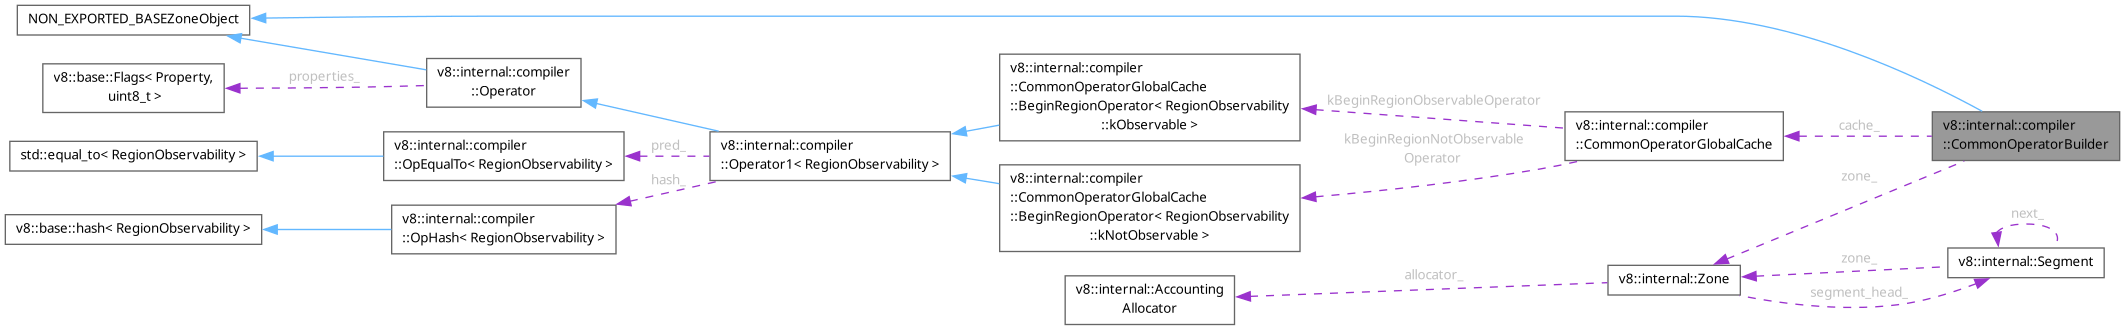 NON_EXPORTED_BASEZoneObject
v8::base::Flags< Property,
uint8_t >
properties_
v8::internal::compiler
::Operator
std::equal_to< RegionObservability >
v8::internal::compiler
::OpEqualTo< RegionObservability >
v8::base::hash< RegionObservability >
v8::internal::compiler
::OpHash< RegionObservability >
pred_
hash_
v8::internal::compiler
::Operator1< RegionObservability >
v8::internal::compiler
::CommonOperatorGlobalCache
::BeginRegionOperator< RegionObservability
::kObservable >
v8::internal::compiler
::CommonOperatorGlobalCache
::BeginRegionOperator< RegionObservability
::kNotObservable >
kBeginRegionObservableOperator
kBeginRegionNotObservable
Operator
v8::internal::compiler
::CommonOperatorGlobalCache
cache_
v8::internal::compiler
::CommonOperatorBuilder
zone_
v8::internal::Accounting
Allocator
allocator_
v8::internal::Zone
zone_
segment_head_
next_
v8::internal::Segment